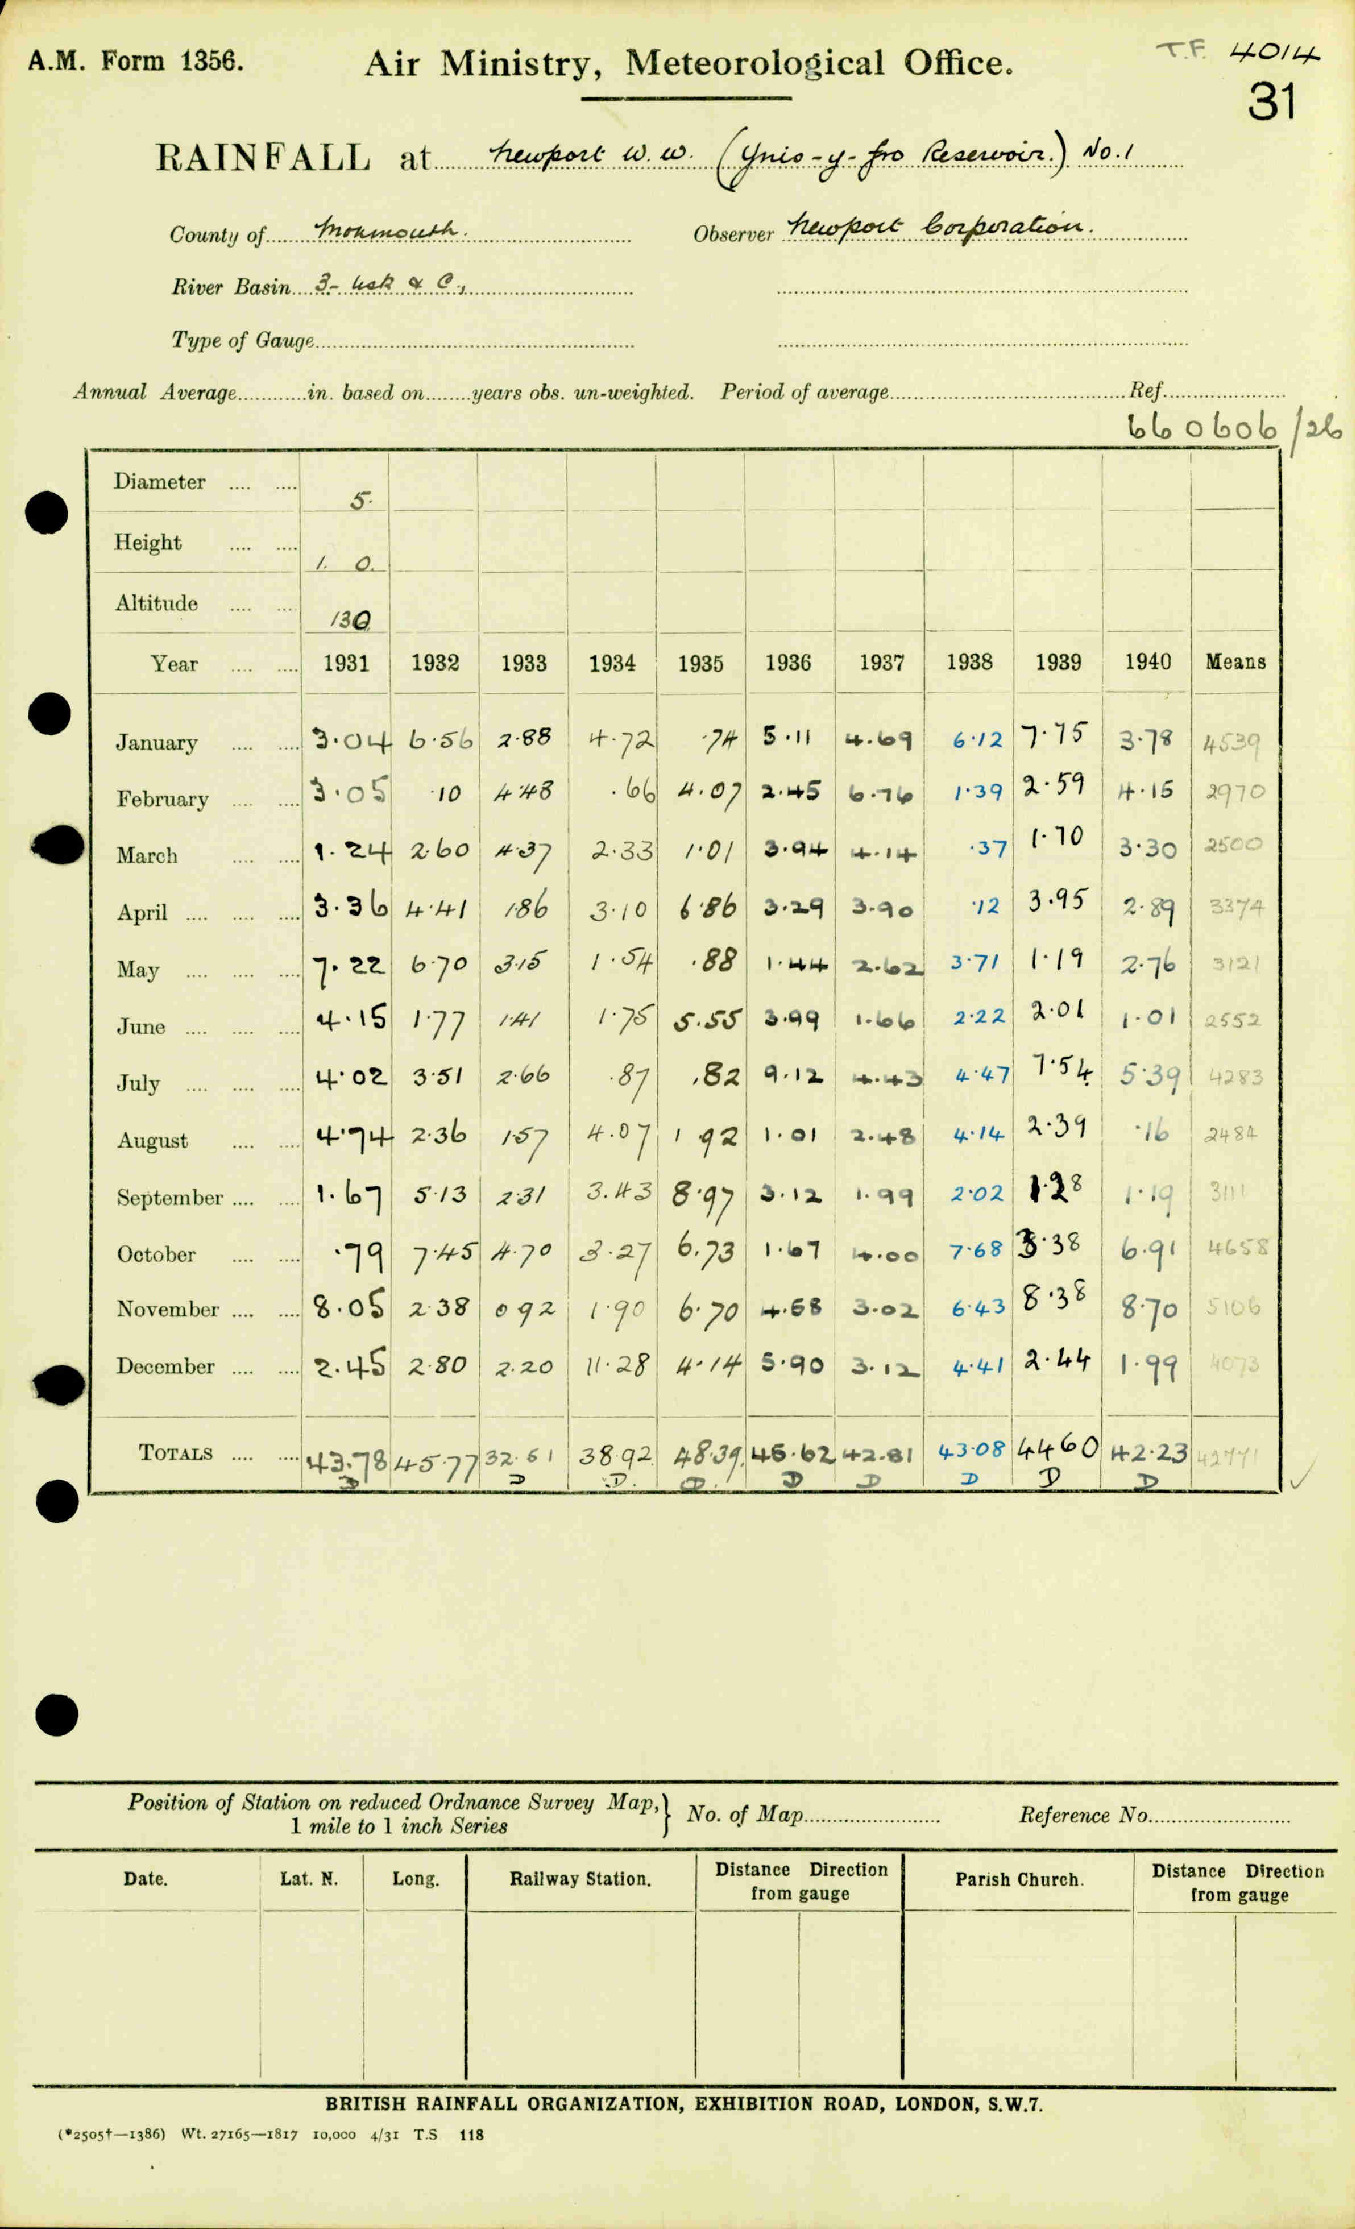 A.M. Form 1356. Air Ministry, Meteorological Office. T.F. 4014
31
RAINFALL at Newport W.W. (Ynis-y-fro Reservoir.) No.1
County of Monmouth. Observer Newport Corporation.
River Basin 3- Usk & C.,
Type of Gauge
Annual Average in. based on years obs. un-weighted. Period of average Ref.
660606/26
Diameter 5.
Height 1. 0.
Altitude 130
Year 1931 1932 1933 1934 1935 1936 1937 1938 1939 1940 Means
January 3.04 6.56 2.88 4.72 .74 5.11 4.69 6.12 7.75 3.78 4539
February 3.05 .10 4.48 .66 4.07 2.45 6.76 1.39 2.59 4.15 2970
March 1.24 2.60 4.37 2.33 1.01 3.94 4.14 .37 1.70 3.30 2500
April 3.36 4.41 1.86 3.10 6.86 3.29 3.90 .12 3.95 2.89 3374
May 7.22 6.70 3.15 1.54 .88 1.44 2.62 3.71 1.19 2.76 3121
June 4.15 1.77 1.41 1.75 5.55 3.99 1.66 2.22 2.01 1.01 2552
July 4.02 3.51 2.66 .87 .82 9.12 4.43 4.47 7.54 5.39 4283
August 4.74 2.36 1.57 4.07 1 92 1.01 2.48 4.14 2.39 .16 2484
September 1.67 5.13 2.31 3.43 8.97 3.12 1.99 2.02 1.28 1.19 3111
October .79 7.45 4.70 3.27 6.73 1.67 4.00 7.68 3.38 6.91 4658
November 8.05 2 38 0 92 1.90 6.70 4.58 3.02 6.43 8.38 8.70 5106
December 2.45 2.80 2.20 11.28 4.14 5.90 3.12 4.41 2.44 1.99 4073
TOTALS 43.78 45.77 32.51 38.92 48.39 45.62 42.81 43.08 4460 42.23 42771
D D D. D. D D D D D
Position of Station on reduced Ordnance Survey Map,} No. of Map Reference No.
1 mile to 1 inch Series
Date. Lat. N. Long. Railway Station. Distance Direction from gauge Parish Church. Distance Direction from gauge
BRITISH RAINFALL ORGANIZATION, EXHIBITION ROAD, LONDON, S.W.7.
(*2505†—1386) Wt. 27165—1817 10,000 4/31 T.S 118